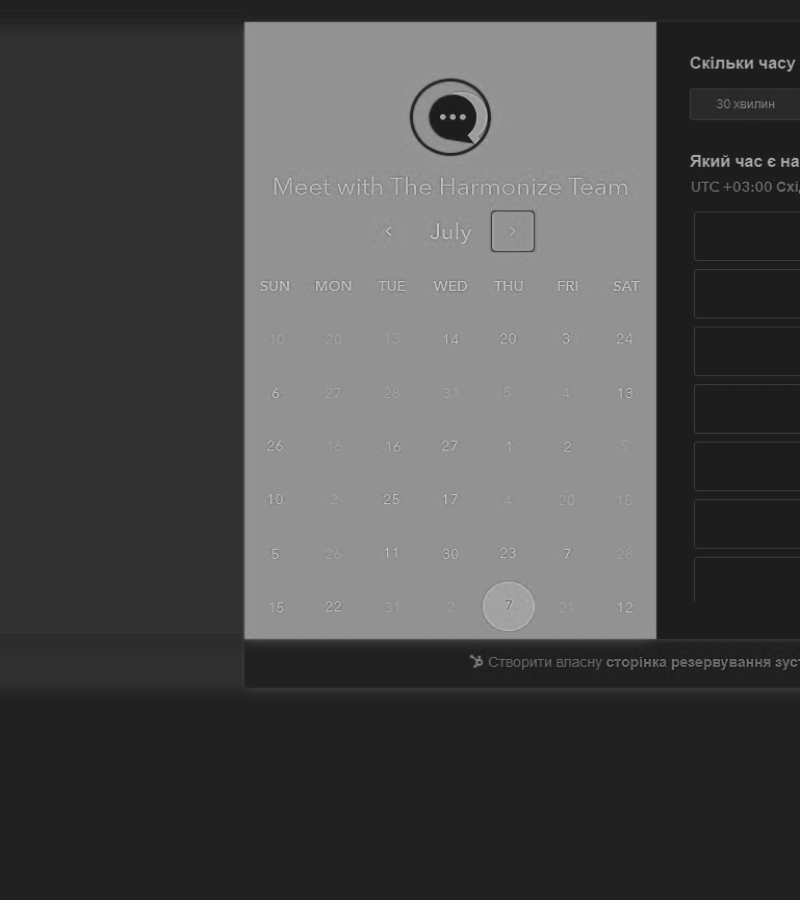 Meet with The Harmonize Team
July
SUN MON TUE WED THU FRI SAT
10 20 13 14 20 3 24
6 27 28 31 5 4 13
26 16 16 27 1 2 5
10 2 25 17 4 20 18
5 26 11 30 23 7 28
15 22 31 2 7 21 12
Скільки часу
30 хвилин
Який час є на
UTC +03:00 Схі
Створити власну сторінка резервування зуст